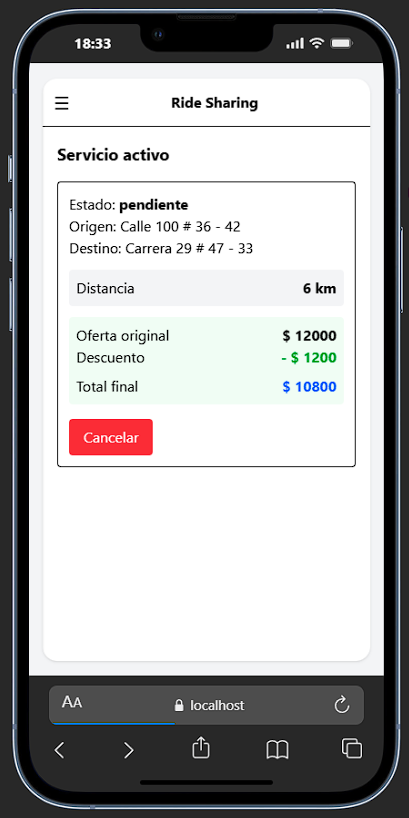 18:33
Ride Sharing
Servicio activo
Estado: pendiente
Origen: Calle 100 # 36 - 42
Destino: Carrera 29 # 47 - 33
Distancia 6 km
Oferta original $ 12000
Descuento - $ 1200
Total final $ 10800
Cancelar
AA localhost